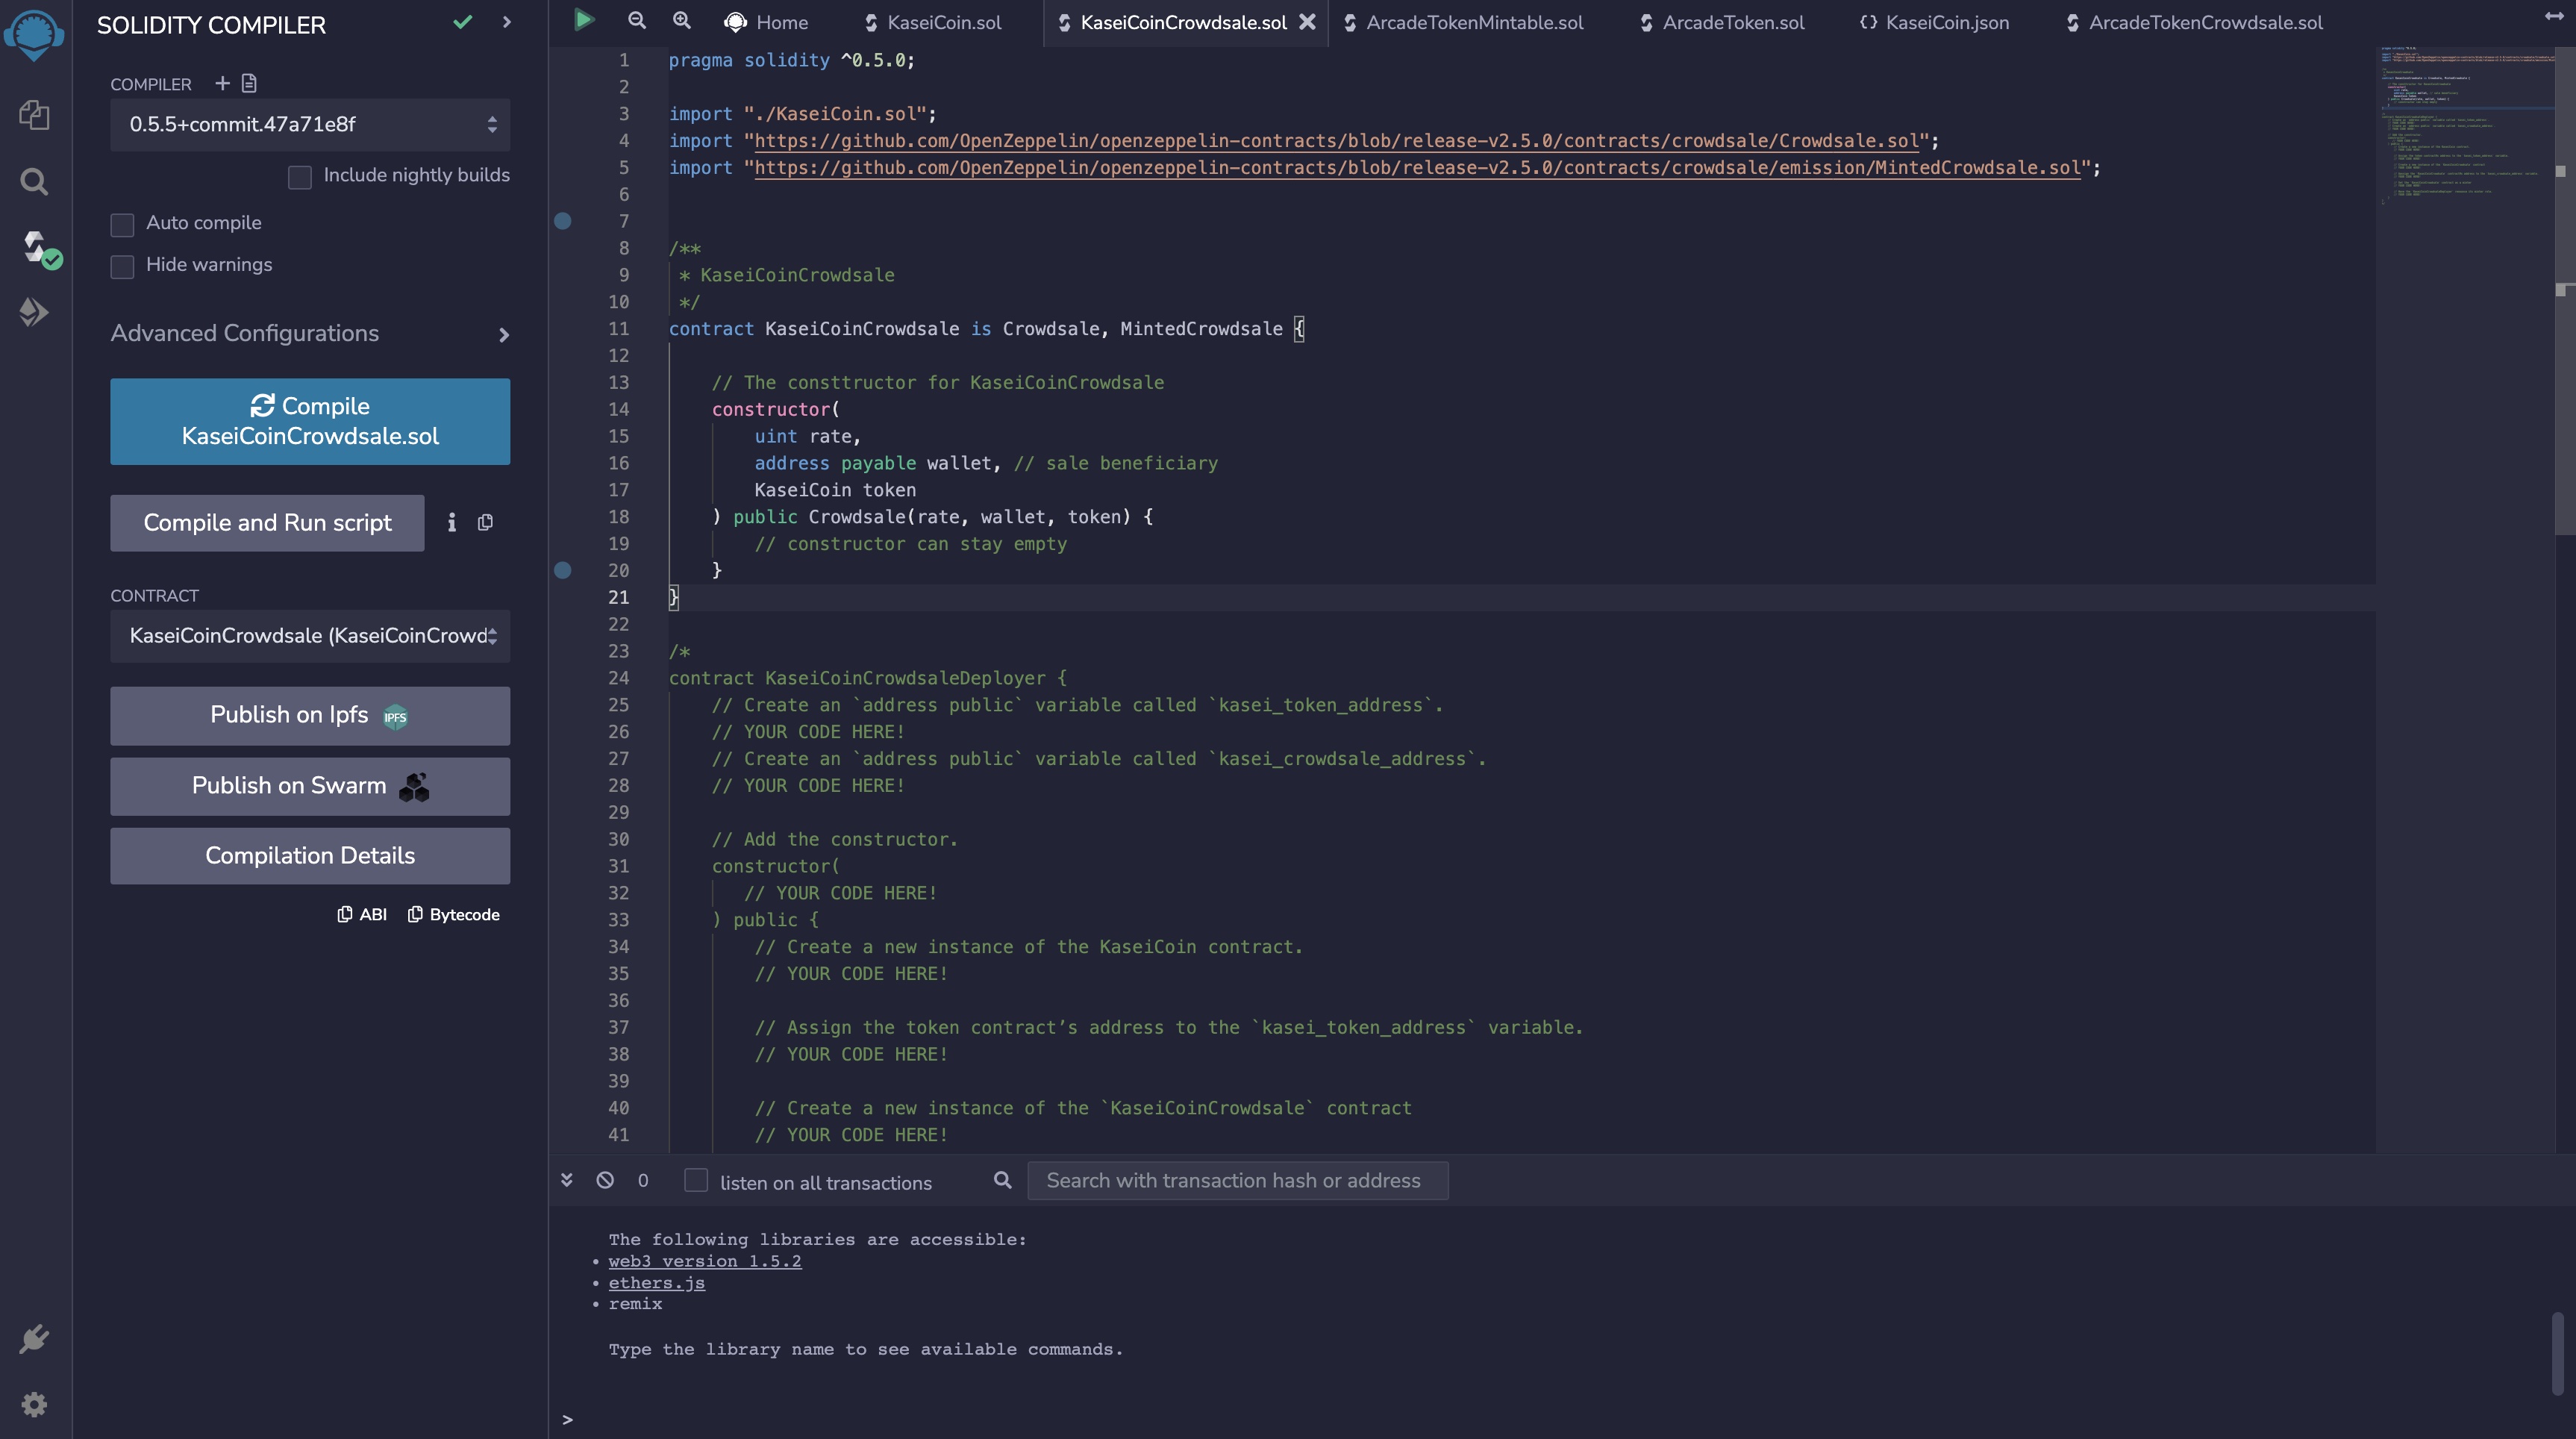 SOLIDITY COMPILER
COMPILER
0.5.5+commit.47a71e8f
Include nightly builds
Auto compile
Hide warnings
Advanced Configurations
Compile
KaseiCoinCrowdsale.sol
Compile and Run script
CONTRACT
KaseiCoinCrowdsale (KaseiCoinCrowd
Publish on Ipfs IPFS
Publish on Swarm
Compilation Details
ABI Bytecode
Home KaseiCoin.sol KaseiCoinCrowdsale.sol ArcadeTokenMintable.sol ArcadeToken.sol {} KaseiCoin.json ArcadeTokenCrowdsale.sol
1 pragma solidity ^0.5.0;
2
3 import "./KaseiCoin.sol";
4 import "https://github.com/OpenZeppelin/openzeppelin-contracts/blob/release-v2.5.0/contracts/crowdsale/Crowdsale.sol";
5 import "https://github.com/OpenZeppelin/openzeppelin-contracts/blob/release-v2.5.0/contracts/crowdsale/emission/MintedCrowdsale.sol";
6
7
8 /**
9  * KaseiCoinCrowdsale
10  */
11 contract KaseiCoinCrowdsale is Crowdsale, MintedCrowdsale {
12
13     // The consttructor for KaseiCoinCrowdsale
14     constructor(
15         uint rate,
16         address payable wallet, // sale beneficiary
17         KaseiCoin token
18     ) public Crowdsale(rate, wallet, token) {
19         // constructor can stay empty
20     }
21 }
22
23 /*
24 contract KaseiCoinCrowdsaleDeployer {
25     // Create an `address public` variable called `kasei_token_address`.
26     // YOUR CODE HERE!
27     // Create an `address public` variable called `kasei_crowdsale_address`.
28     // YOUR CODE HERE!
29
30     // Add the constructor.
31     constructor(
32        // YOUR CODE HERE!
33     ) public {
34         // Create a new instance of the KaseiCoin contract.
35         // YOUR CODE HERE!
36
37         // Assign the token contract’s address to the `kasei_token_address` variable.
38         // YOUR CODE HERE!
39
40         // Create a new instance of the `KaseiCoinCrowdsale` contract
41         // YOUR CODE HERE!
0 listen on all transactions Search with transaction hash or address
The following libraries are accessible:
• web3 version 1.5.2
• ethers.js
• remix
Type the library name to see available commands.
>